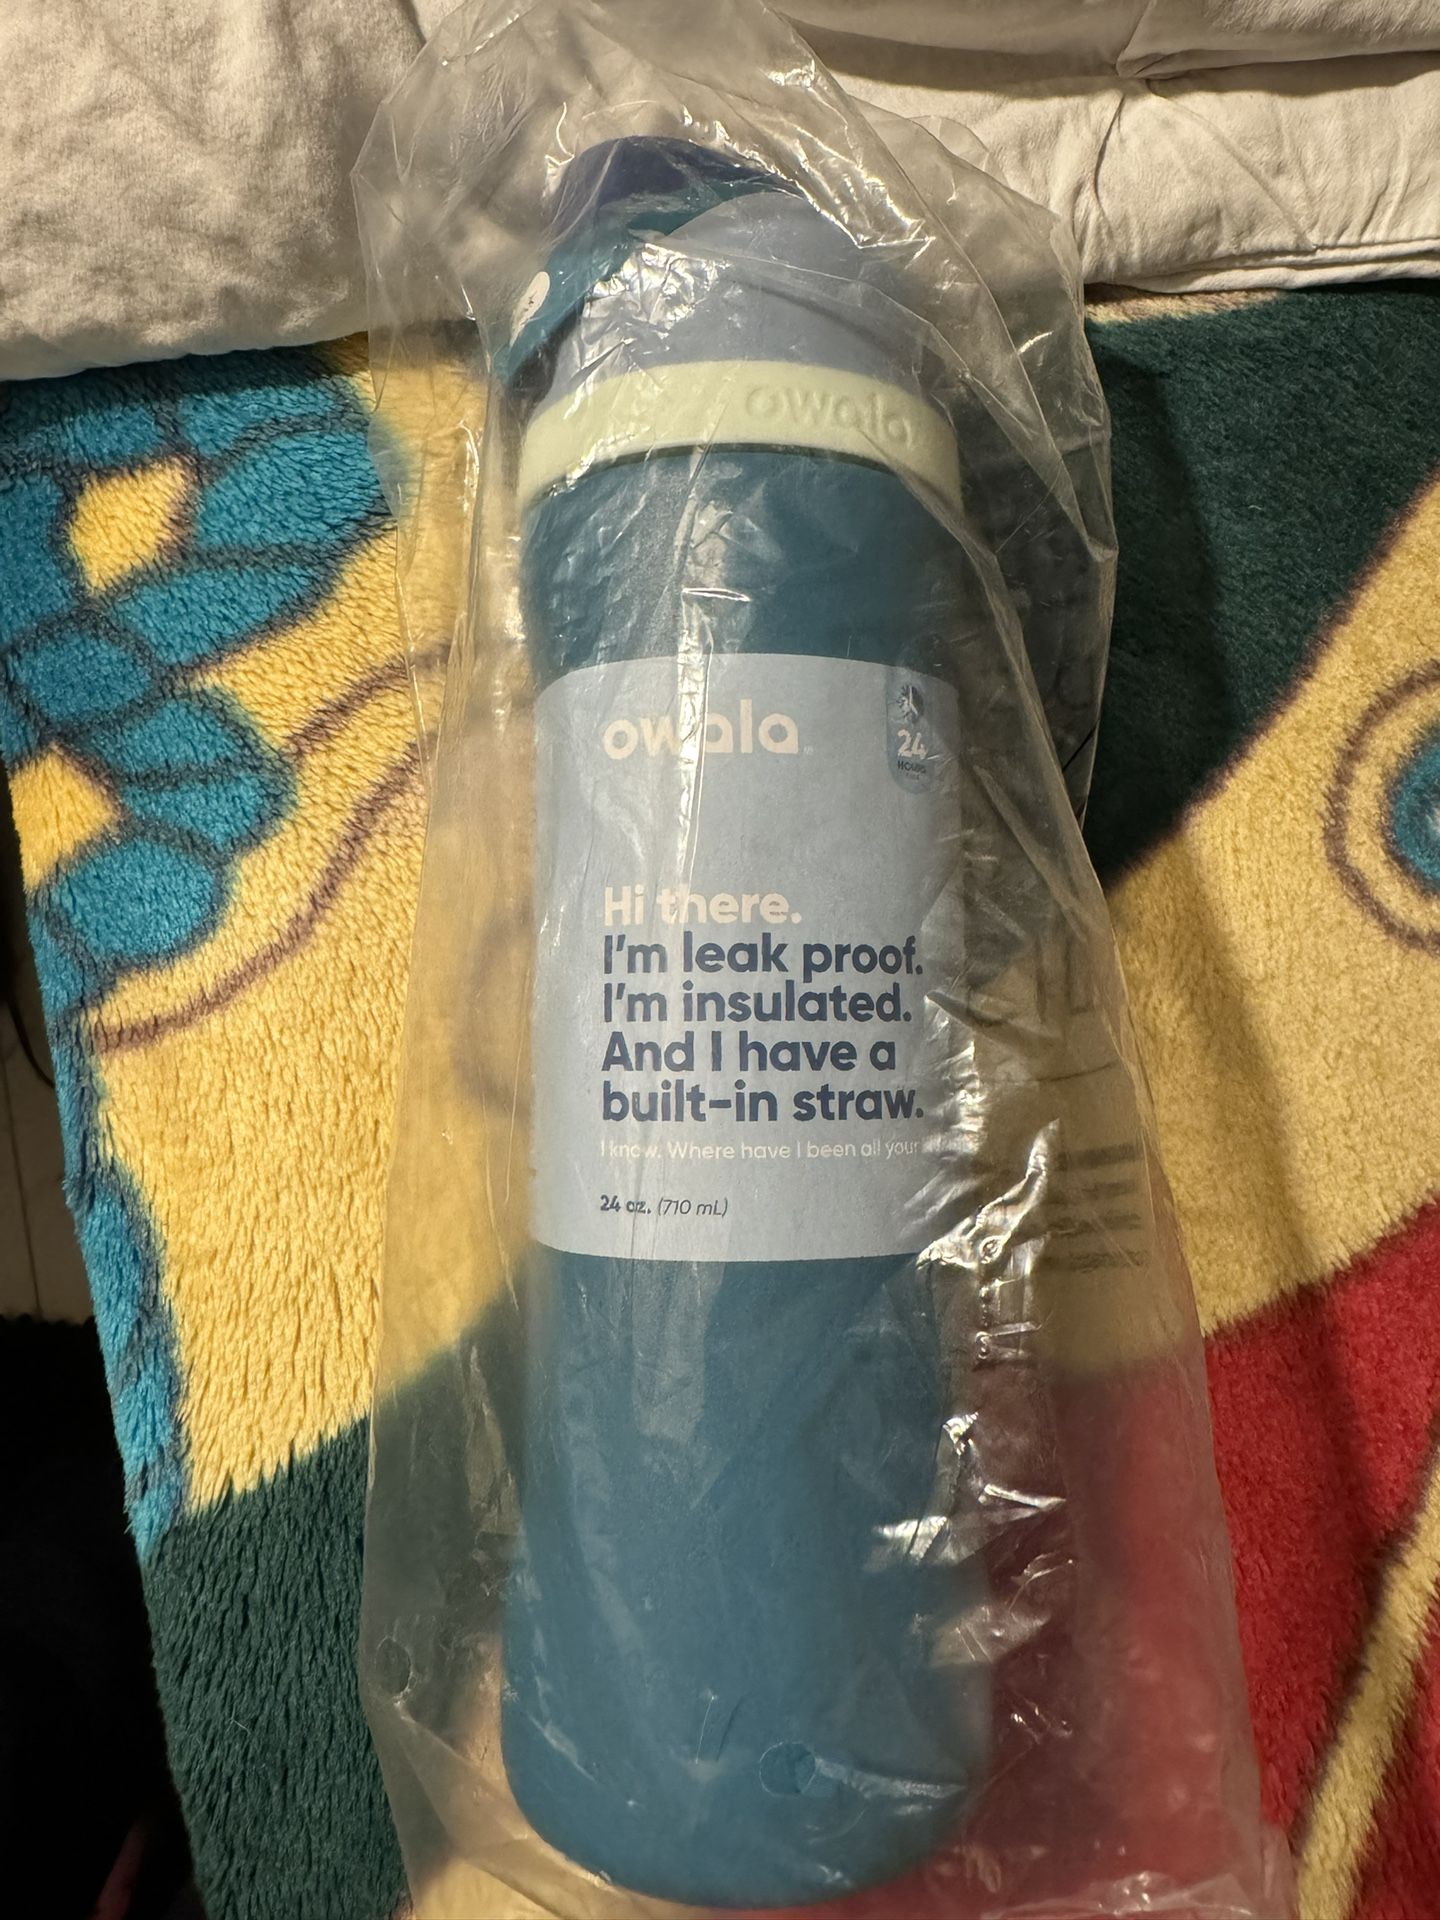 owala
owala
24
HOURS
Hi there.
I'm leak proof.
I'm insulated.
And I have a
built-in straw.
I know. Where have I been all your
24 oz. (710 mL)